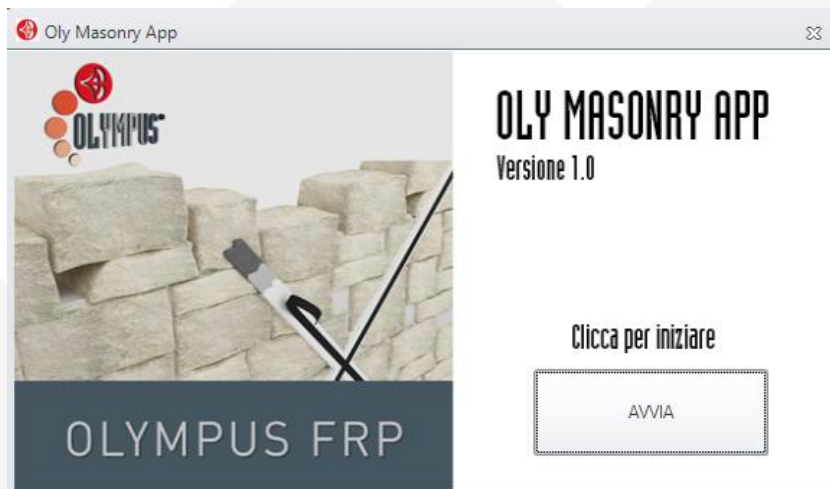 Oly Masonry App
OLYMPUS
OLY MASONRY APP
Versione 1.0
Clicca per iniziare
AVVIA
OLYMPUS FRP